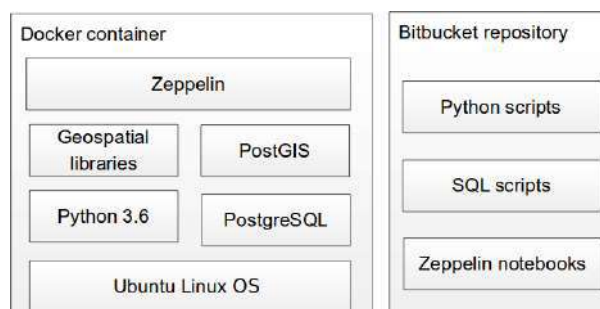 Docker container
Zeppelin
Geospatial
libraries
PostGIS
Python 3.6
PostgreSQL
Ubuntu Linux OS
Bitbucket repository
Python scripts
SQL scripts
Zeppelin notebooks